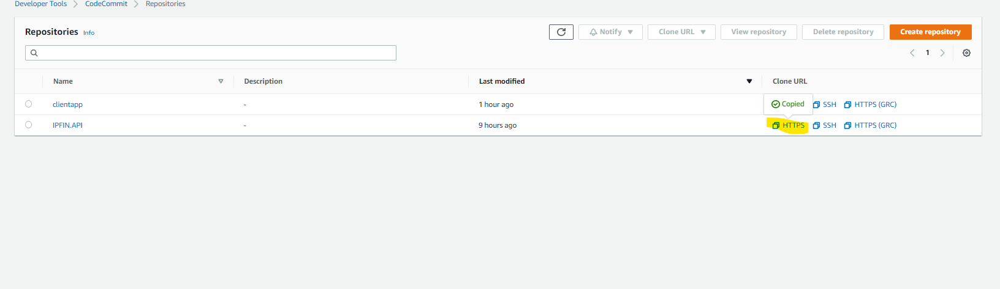 Developer Tools > CodeCommit > Repositories
Repositories Info
Notify Clone URL View repository Delete repository Create repository
1
Name Description Last modified Clone URL
clientapp - 1 hour ago Copied SSH HTTPS (GRC)
IPFIN.API - 9 hours ago HTTPS SSH HTTPS (GRC)